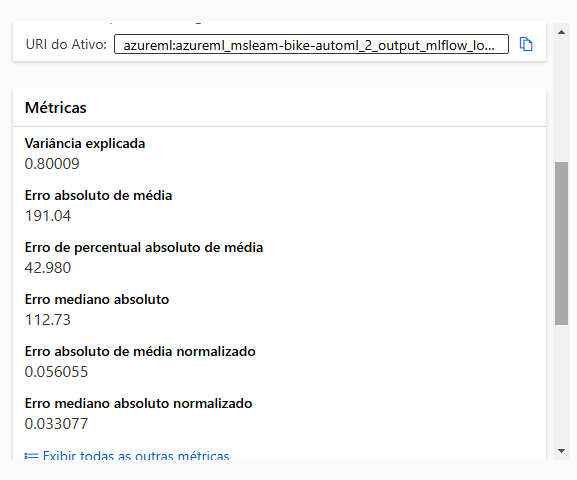 URI do Ativo: azureml:azureml_msleam-bike-automl_2_output_mlflow_lo...
Métricas
Variância explicada
0.80009
Erro absoluto de média
191.04
Erro de percentual absoluto de média
42.980
Erro mediano absoluto
112.73
Erro absoluto de média normalizado
0.056055
Erro mediano absoluto normalizado
0.033077
Exibir todas as outras métricas